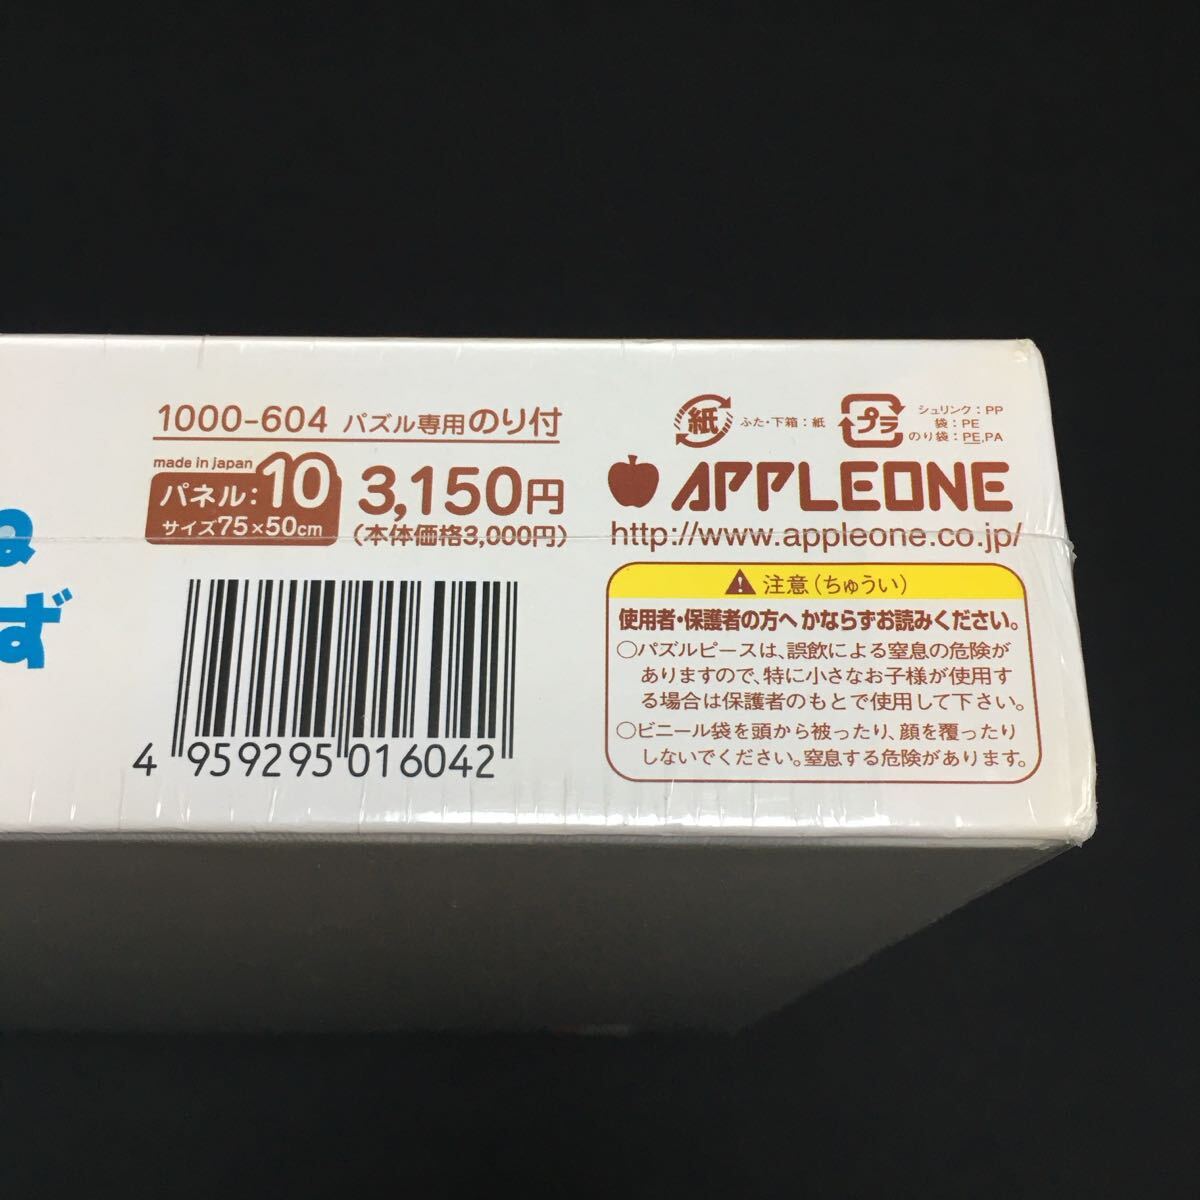 ね
ず
1000-604 パズル専用のり付
made in japan
パネル:10
サイズ75×50cm
3,150円
(本体価格3,000円)
4 959295 016042
紙
ふた・下箱:紙
プラ
シュリンク:PP
袋:PE
のり袋:PE,PA
APPLEONE
http://www.appleone.co.jp/
注意(ちゅうい)
使用者・保護者の方へ かならずお読みください。
○パズルピースは、誤飲による窒息の危険が
ありますので、特に小さなお子様が使用す
る場合は保護者のもとで使用して下さい。
○ビニール袋を頭から被ったり、顔を覆ったり
しないでください。窒息する危険があります。